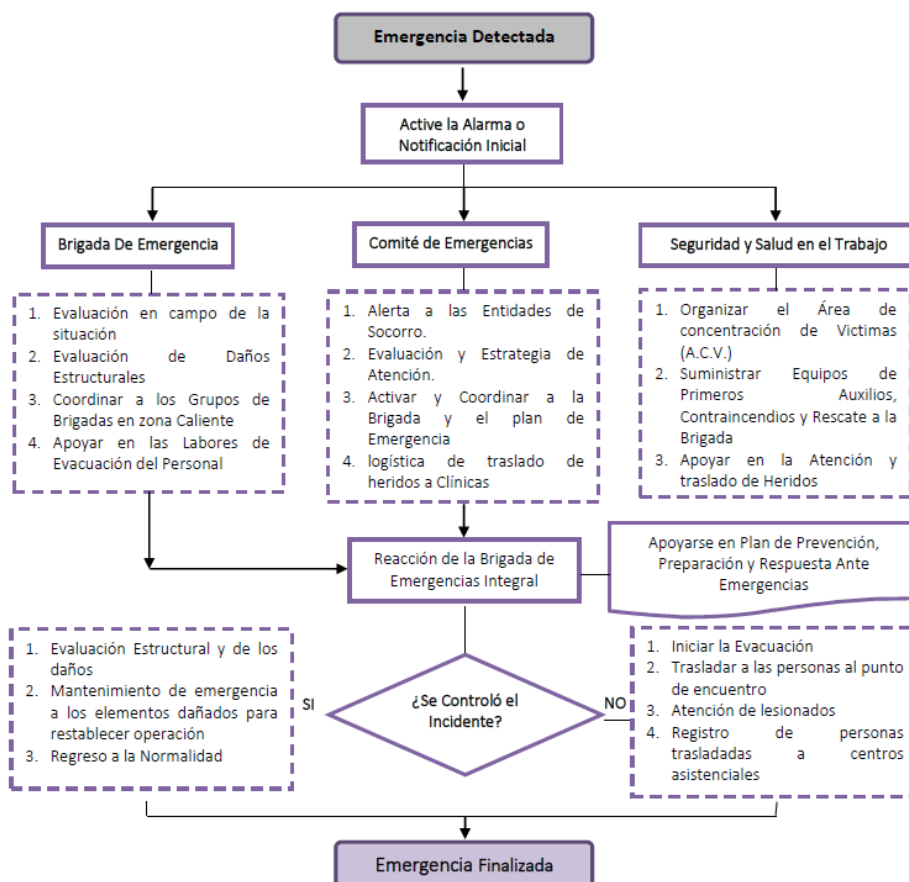 Emergencia Detectada
Active la Alarma o
Notificación Inicial
Brigada De Emergencia
Comité de Emergencias
Seguridad y Salud en el Trabajo
1. Evaluación en campo de la
situación
2. Evaluación de Daños
Estructurales
3. Coordinar a los Grupos de
Brigadas en zona Caliente
4. Apoyar en las Labores de
Evacuación del Personal
1. Alerta a las Entidades de
Socorro.
2. Evaluación y Estrategia de
Atención.
3. Activar y Coordinar a la
Brigada y el plan de
Emergencia
4. logística de traslado de
heridos a Clínicas
1. Organizar el Área de
concentración de Victimas
(A.C.V.)
2. Suministrar Equipos de
Primeros Auxilios,
Contraincendios y Rescate a la
Brigada
3. Apoyar en la Atención y
traslado de Heridos
Reacción de la Brigada de
Emergencias Integral
Apoyarse en Plan de Prevención,
Preparación y Respuesta Ante
Emergencias
1. Evaluación Estructural y de los
daños
2. Mantenimiento de emergencia
a los elementos dañados para
restablecer operación
3. Regreso a la Normalidad
SI
¿Se Controló el
Incidente?
NO
1. Iniciar la Evacuación
2. Trasladar a las personas al punto
de encuentro
3. Atención de lesionados
4. Registro de personas
trasladadas a centros
asistenciales
Emergencia Finalizada